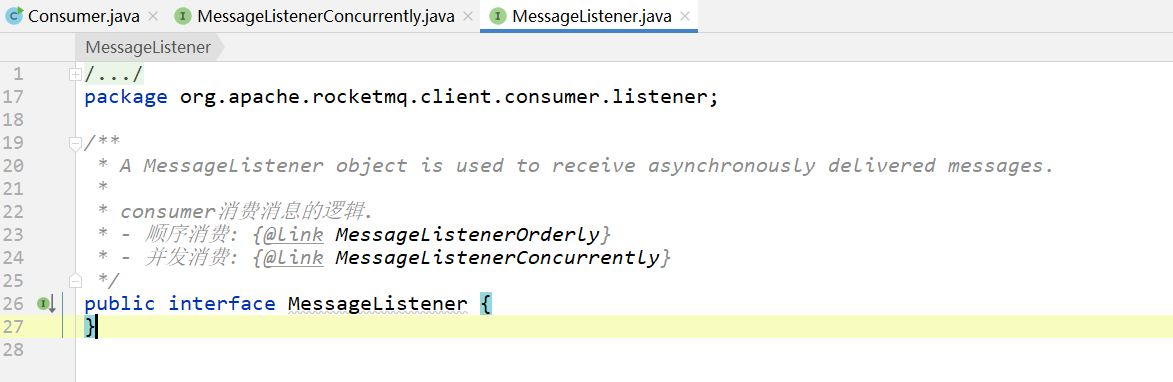 Consumer.java
MessageListenerConcurrently.java
MessageListener.java
MessageListener
1 /.../
17 package org.apache.rocketmq.client.consumer.listener;
18
19 /**
20 * A MessageListener object is used to receive asynchronously delivered messages.
21 *
22 * consumer消费消息的逻辑.
23 * - 顺序消费: {@link MessageListenerOrderly}
24 * - 并发消费: {@link MessageListenerConcurrently}
25 */
26 public interface MessageListener {
27 }
28